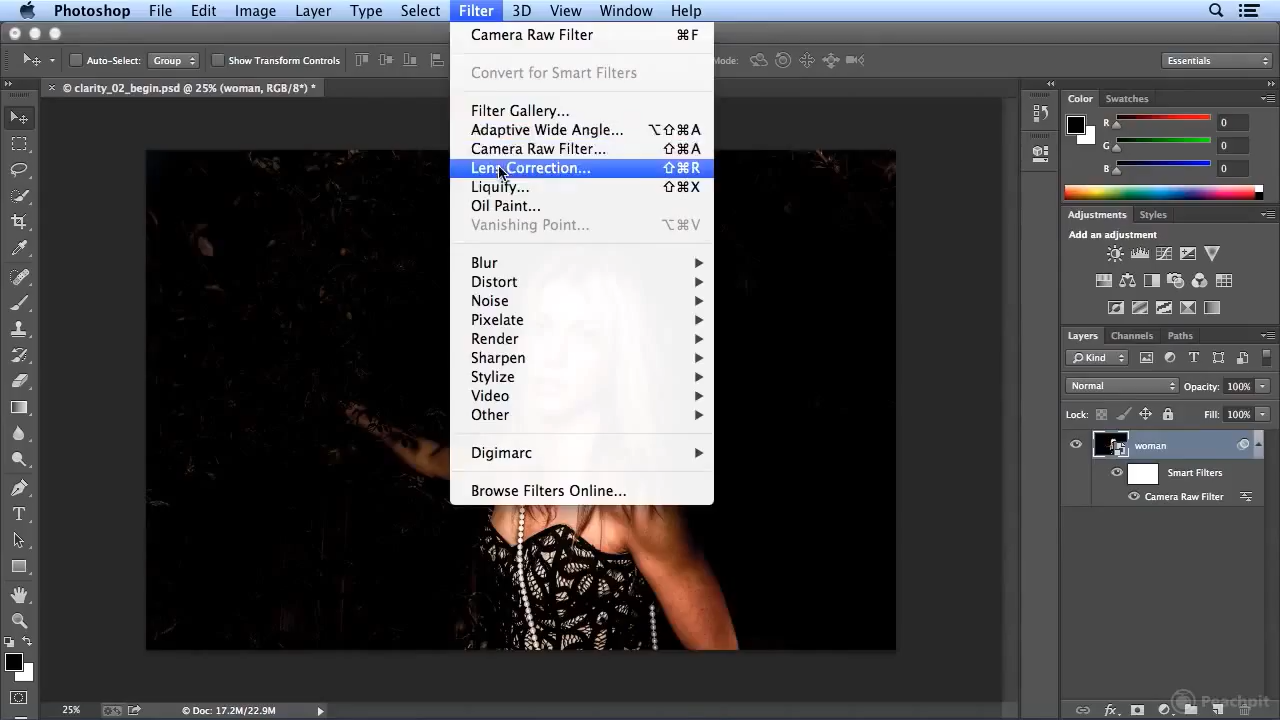 Photoshop File Edit Image Layer Type Select Filter 3D View Window Help
Auto-Select: Group Show Transform Controls Mode: Essentials
× © clarity_02_begin.psd @ 25% (woman, RGB/8*) *
Camera Raw Filter ⌘F
Convert for Smart Filters
Filter Gallery...
Adaptive Wide Angle... ⌥⇧⌘A
Camera Raw Filter... ⇧⌘A
Lens Correction... ⇧⌘R
Liquify... ⇧⌘X
Oil Paint...
Vanishing Point... ⌥⌘V
Blur
Distort
Noise
Pixelate
Render
Sharpen
Stylize
Video
Other
Digimarc
Browse Filters Online...
Color Swatches
R 0
G 0
B 0
Adjustments Styles
Add an adjustment
Layers Channels Paths
Kind
Normal Opacity: 100%
Lock: Fill: 100%
woman
Smart Filters
Camera Raw Filter
25% © Doc: 17.2M/22.9M
Peachpit